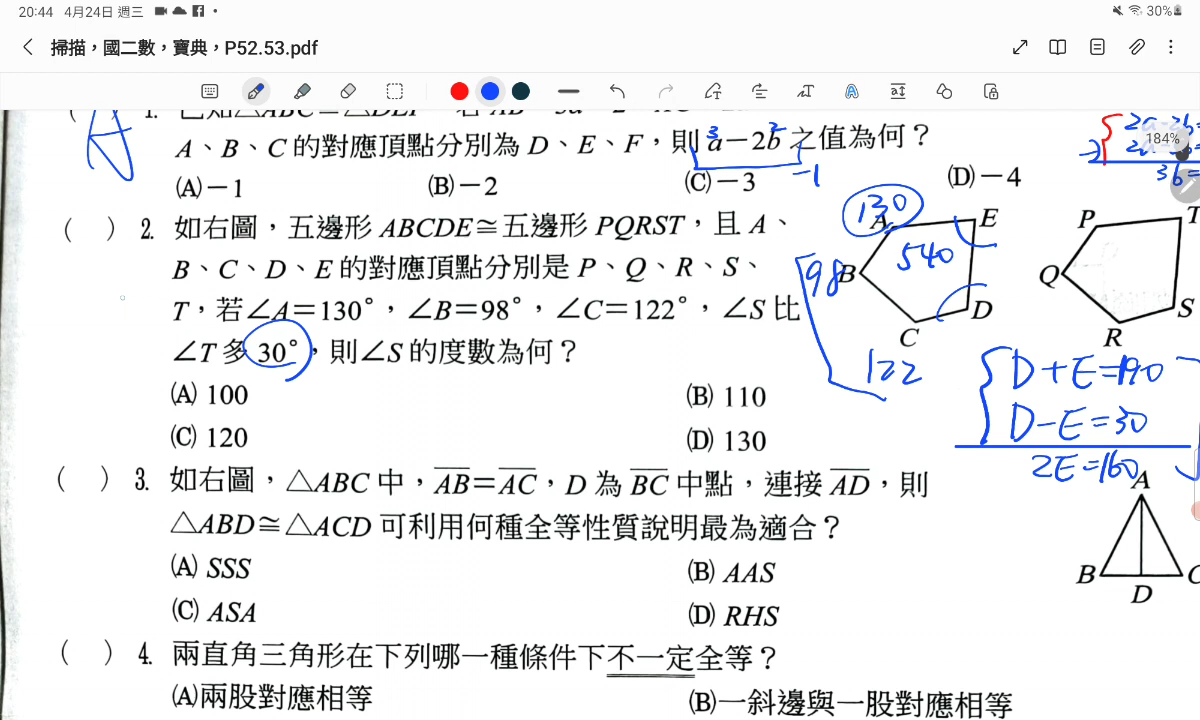 20:44 4月24日 週三 30%
掃描,國二數,寶典,P52.53.pdf
184%
A、B、C 的對應頂點分別為 D、E、F,則 a-2b 之值為何?
3 2
-1
(A)-1 (B)-2 (C)-3 (D)-4
( ) 2. 如右圖,五邊形 ABCDE≅五邊形 PQRST,且 A、
B、C、D、E 的對應頂點分別是 P、Q、R、S、
T,若∠A=130°,∠B=98°,∠C=122°,∠S 比
∠T 多 30°,則∠S 的度數為何?
(A) 100 (B) 110
(C) 120 (D) 130
130
A E
540
98 B
D
C
122
P T
Q
S
R
D+E=190
D-E=30
2E=160
( ) 3. 如右圖,△ABC 中,AB=AC,D 為 BC 中點,連接 AD,則
△ABD≅△ACD 可利用何種全等性質說明最為適合?
(A) SSS (B) AAS
(C) ASA (D) RHS
A
B C
D
( ) 4. 兩直角三角形在下列哪一種條件下不一定全等?
(A)兩股對應相等 (B)一斜邊與一股對應相等